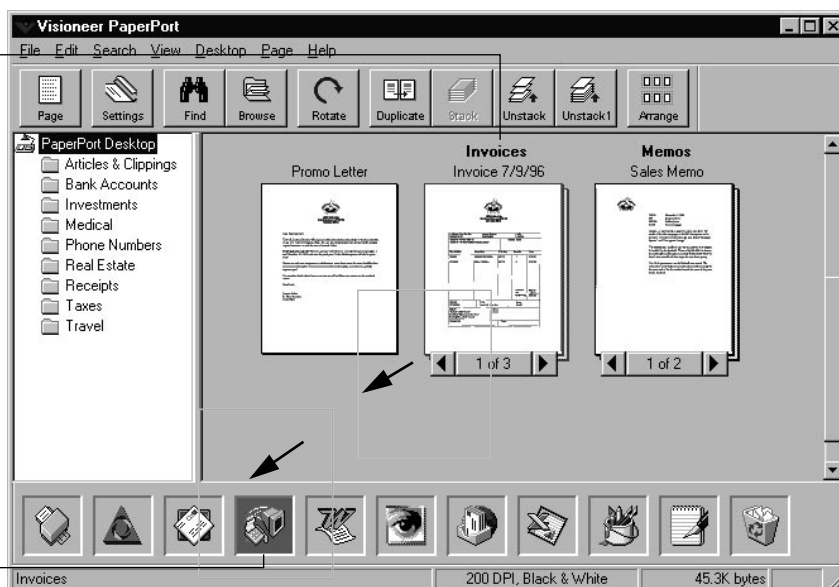 Visioneer PaperPort
File Edit Search View Desktop Page Help
Page Settings Find Browse Rotate Duplicate Stack Unstack Unstack1 Arrange
PaperPort Desktop
Articles & Clippings
Bank Accounts
Investments
Medical
Phone Numbers
Real Estate
Receipts
Taxes
Travel
Invoices Memos
Promo Letter Invoice 7/9/96 Sales Memo
1 of 3 1 of 2
Invoices 200 DPI, Black & White 45.3K bytes